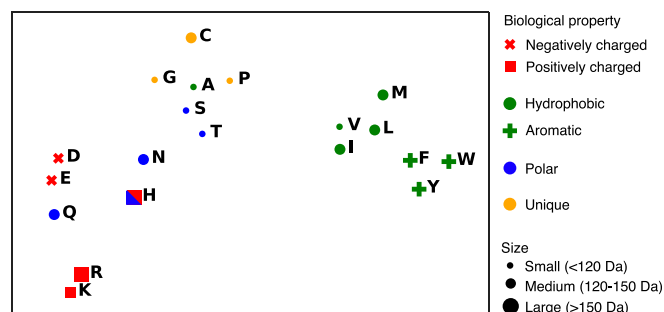 C
G
A
P
S
T
M
V
L
I
F
W
Y
D
N
E
H
Q
R
K
Biological property
Negatively charged
Positively charged
Hydrophobic
Aromatic
Polar
Unique
Size
Small (<120 Da)
Medium (120-150 Da)
Large (>150 Da)